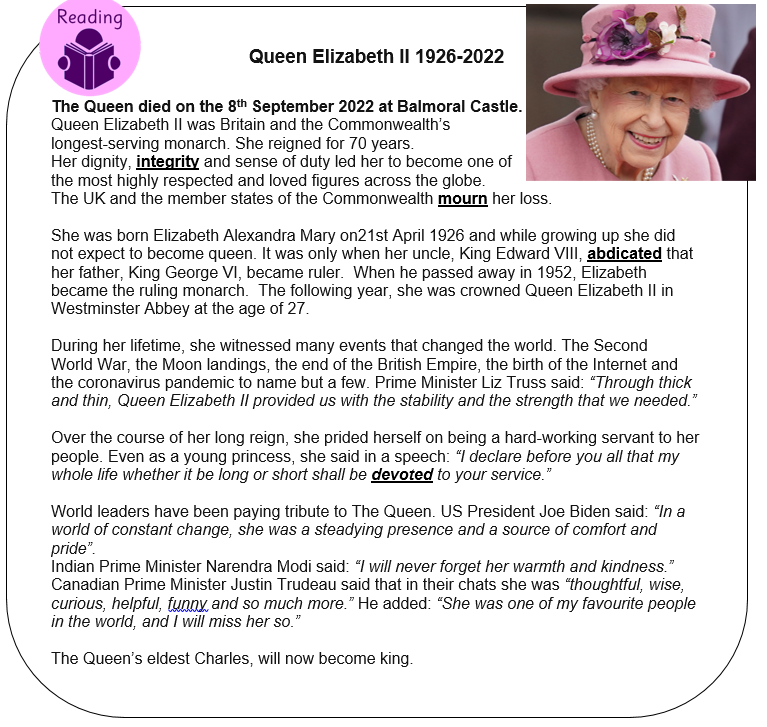 Reading
Queen Elizabeth II 1926-2022
The Queen died on the 8th September 2022 at Balmoral Castle.
Queen Elizabeth II was Britain and the Commonwealth’s
longest-serving monarch. She reigned for 70 years.
Her dignity, integrity and sense of duty led her to become one of
the most highly respected and loved figures across the globe.
The UK and the member states of the Commonwealth mourn her loss.
She was born Elizabeth Alexandra Mary on21st April 1926 and while growing up she did
not expect to become queen. It was only when her uncle, King Edward VIII, abdicated that
her father, King George VI, became ruler.  When he passed away in 1952, Elizabeth
became the ruling monarch.  The following year, she was crowned Queen Elizabeth II in
Westminster Abbey at the age of 27.
During her lifetime, she witnessed many events that changed the world. The Second
World War, the Moon landings, the end of the British Empire, the birth of the Internet and
the coronavirus pandemic to name but a few. Prime Minister Liz Truss said: “Through thick
and thin, Queen Elizabeth II provided us with the stability and the strength that we needed.”
Over the course of her long reign, she prided herself on being a hard-working servant to her
people. Even as a young princess, she said in a speech: “I declare before you all that my
whole life whether it be long or short shall be devoted to your service.”
World leaders have been paying tribute to The Queen. US President Joe Biden said: “In a
world of constant change, she was a steadying presence and a source of comfort and
pride”.
Indian Prime Minister Narendra Modi said: “I will never forget her warmth and kindness.”
Canadian Prime Minister Justin Trudeau said that in their chats she was “thoughtful, wise,
curious, helpful, funny and so much more.” He added: “She was one of my favourite people
in the world, and I will miss her so.”
The Queen’s eldest Charles, will now become king.